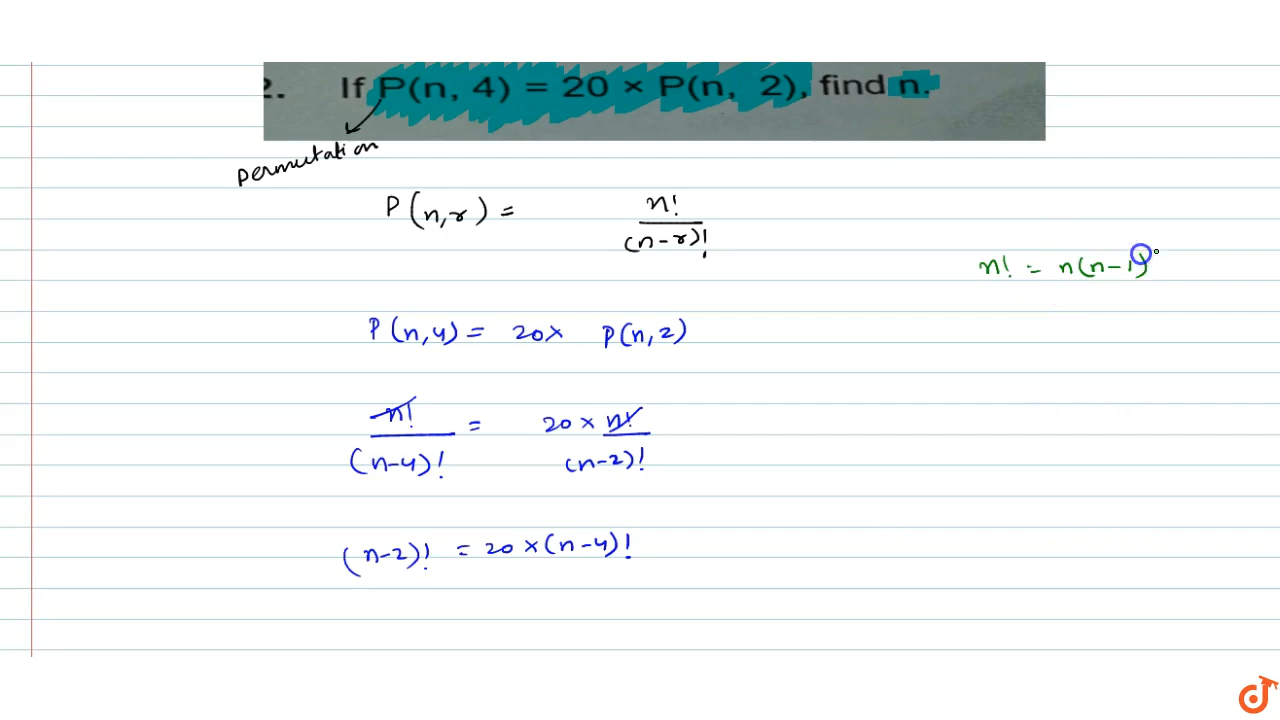 2. If P(n, 4) = 20 × P(n, 2), find n.
permutation
P(n,r) = n!/(n-r)!
n! = n(n-1)
P(n,4) = 20× P(n,2)
n!/(n-4)! = 20 × n!/(n-2)!
(n-2)! = 20 × (n-4)!